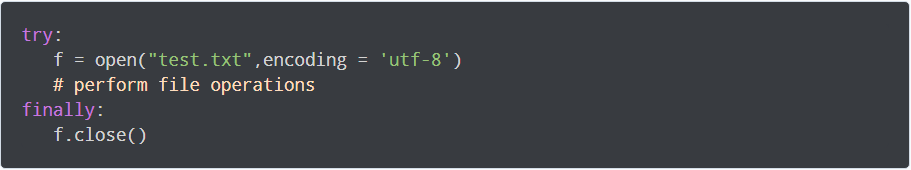 try:
   f = open("test.txt",encoding = 'utf-8')
   # perform file operations
finally:
   f.close()